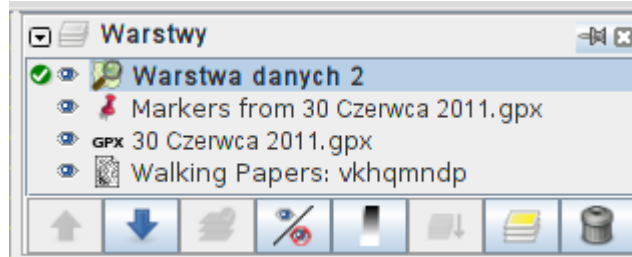 Warstwy
Warstwa danych 2
Markers from 30 Czerwca 2011.gpx
GPX 30 Czerwca 2011.gpx
Walking Papers: vkhqmndp